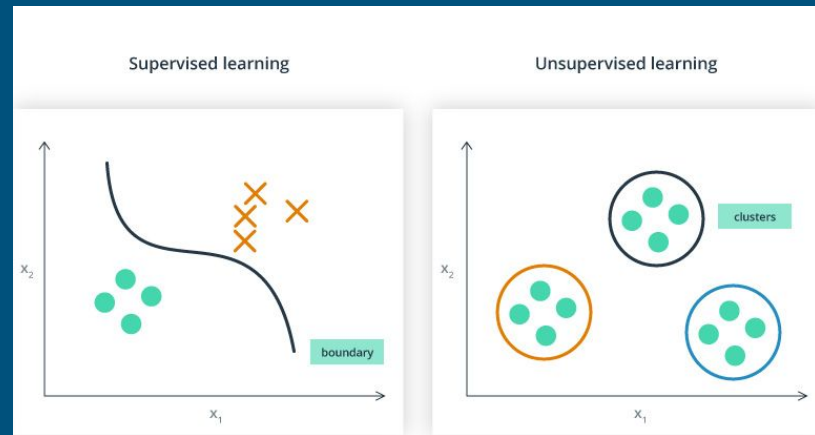 Supervised learning
Unsupervised learning
x₂
boundary
x₁
clusters
x₂
x₁